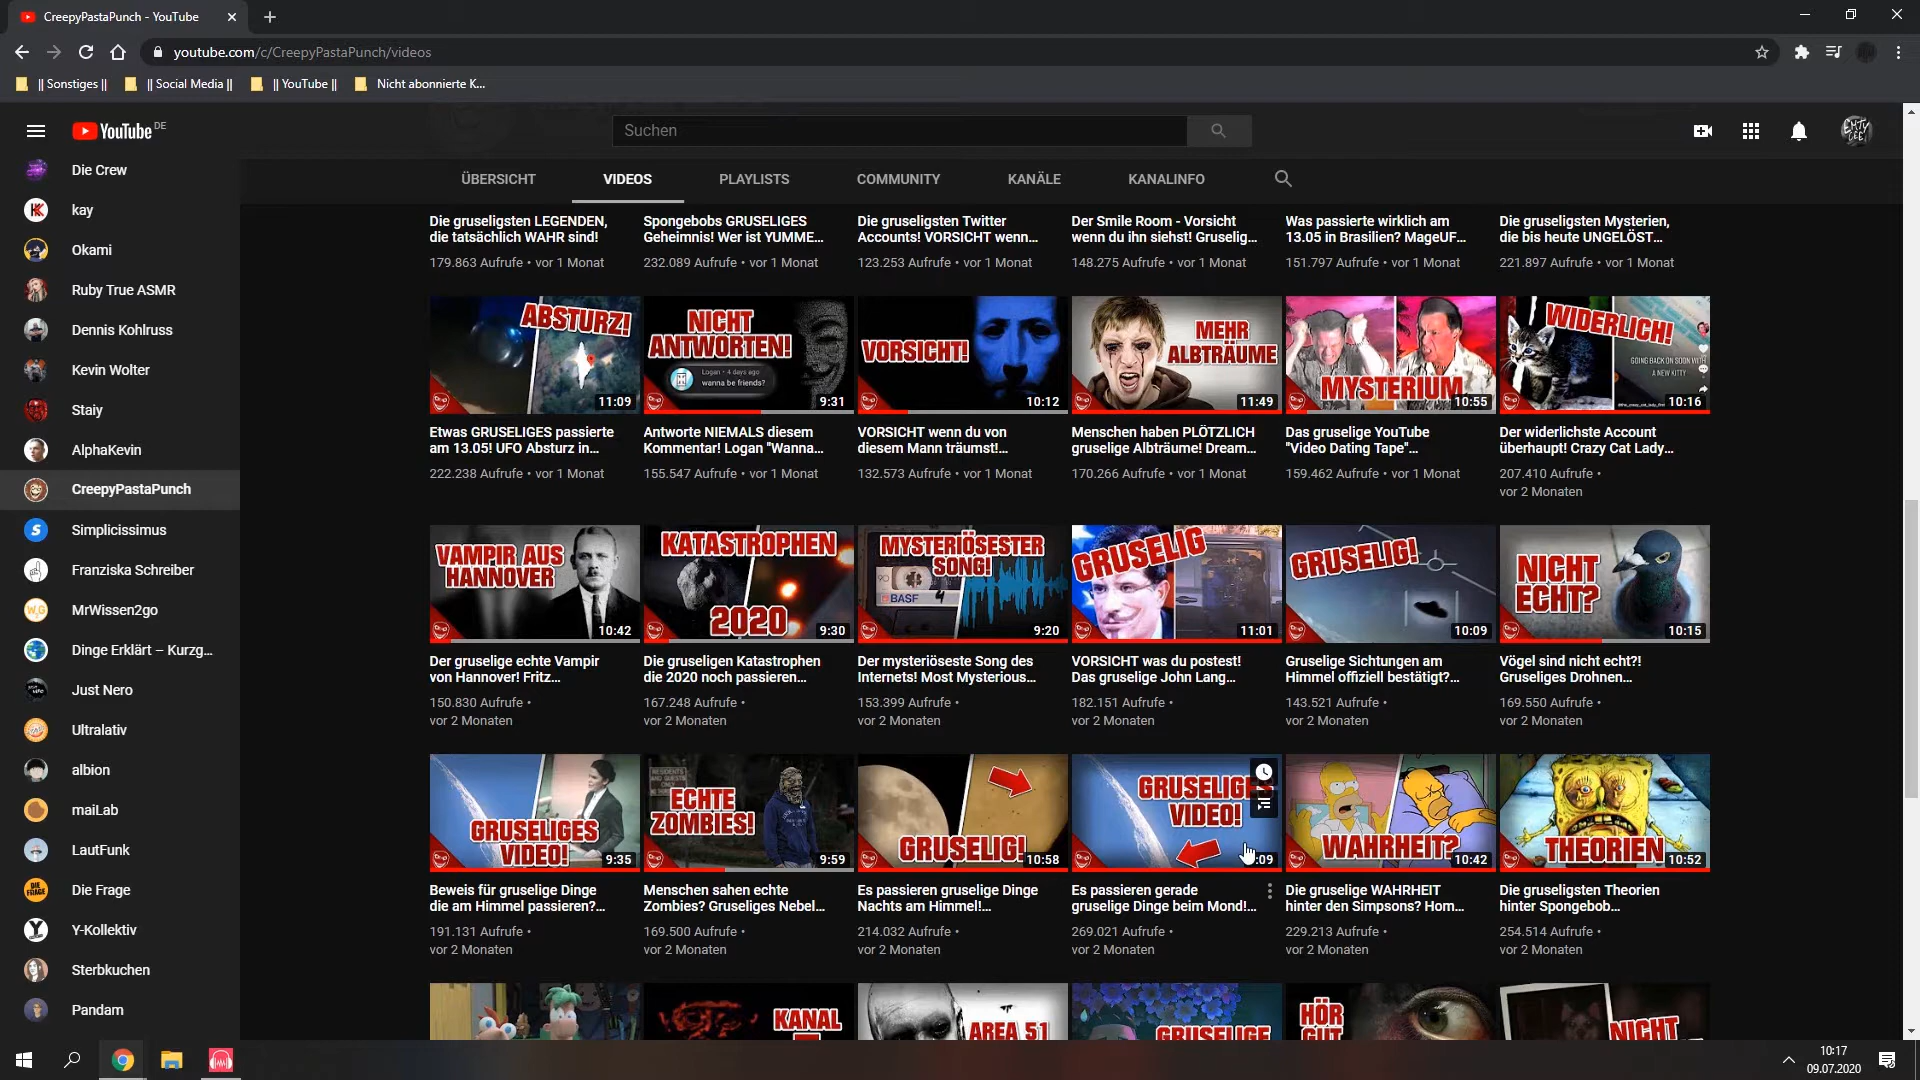 CreepyPastaPunch - YouTube
youtube.com/c/CreepyPastaPunch/videos
|| Sonstiges ||
|| Social Media ||
|| YouTube ||
Nicht abonnierte K...
YouTube DE
Suchen
Die Crew
kay
Okami
Ruby True ASMR
Dennis Kohlruss
Kevin Wolter
Staiy
AlphaKevin
CreepyPastaPunch
Simplicissimus
Franziska Schreiber
MrWissen2go
Dinge Erklärt – Kurzg...
Just Nero
Ultralativ
albion
maiLab
LautFunk
Die Frage
Y-Kollektiv
Sterbkuchen
Pandam
ÜBERSICHT
VIDEOS
PLAYLISTS
COMMUNITY
KANÄLE
KANALINFO
Die gruseligsten LEGENDEN,
die tatsächlich WAHR sind!
179.863 Aufrufe • vor 1 Monat
Spongebobs GRUSELIGES
Geheimnis! Wer ist YUMME...
232.089 Aufrufe • vor 1 Monat
Die gruseligsten Twitter
Accounts! VORSICHT wenn...
123.253 Aufrufe • vor 1 Monat
Der Smile Room - Vorsicht
wenn du ihn siehst! Gruselig...
148.275 Aufrufe • vor 1 Monat
Was passierte wirklich am
13.05 in Brasilien? MageUF...
151.797 Aufrufe • vor 1 Monat
Die gruseligsten Mysterien,
die bis heute UNGELÖST...
221.897 Aufrufe • vor 1 Monat
ABSTURZ!
11:09
Etwas GRUSELIGES passierte
am 13.05! UFO Absturz in...
222.238 Aufrufe • vor 1 Monat
NICHT
ANTWORTEN!
Logan • 4 days ago
wanna be friends?
9:31
Antworte NIEMALS diesem
Kommentar! Logan "Wanna...
155.547 Aufrufe • vor 1 Monat
VORSICHT!
10:12
VORSICHT wenn du von
diesem Mann träumst!...
132.573 Aufrufe • vor 1 Monat
MEHR
ALBTRÄUME
11:49
Menschen haben PLÖTZLICH
gruselige Albträume! Dream...
170.266 Aufrufe • vor 1 Monat
MYSTERIUM
10:55
Das gruselige YouTube
"Video Dating Tape"...
159.462 Aufrufe • vor 1 Monat
WIDERLICH!
GOING BACK ON SOON WITH
A NEW KITTY
10:16
Der widerlichste Account
überhaupt! Crazy Cat Lady...
207.410 Aufrufe •
vor 2 Monaten
VAMPIR AUS
HANNOVER
10:42
Der gruselige echte Vampir
von Hannover! Fritz...
150.830 Aufrufe •
vor 2 Monaten
KATASTROPHEN
2020
9:30
Die gruseligen Katastrophen
die 2020 noch passieren...
167.248 Aufrufe •
vor 2 Monaten
MYSTERIÖSESTER
SONG!
90
BASF
4
9:20
Der mysteriöseste Song des
Internets! Most Mysterious...
153.399 Aufrufe •
vor 2 Monaten
GRUSELIG
11:01
VORSICHT was du postest!
Das gruselige John Lang...
182.151 Aufrufe •
vor 2 Monaten
GRUSELIG!
10:09
Gruselige Sichtungen am
Himmel offiziell bestätigt?...
143.521 Aufrufe •
vor 2 Monaten
NICHT
ECHT?
10:15
Vögel sind nicht echt?!
Gruseliges Drohnen...
169.550 Aufrufe •
vor 2 Monaten
GRUSELIGES
VIDEO!
9:35
Beweis für gruselige Dinge
die am Himmel passieren?...
191.131 Aufrufe •
vor 2 Monaten
ECHTE
ZOMBIES!
9:59
Menschen sahen echte
Zombies? Gruseliges Nebel...
169.500 Aufrufe •
vor 2 Monaten
GRUSELIG!
10:58
Es passieren gruselige Dinge
Nachts am Himmel!...
214.032 Aufrufe •
vor 2 Monaten
GRUSELIGES
VIDEO!
:09
Es passieren gerade
gruselige Dinge beim Mond!...
269.021 Aufrufe •
vor 2 Monaten
WAHRHEIT?
10:42
Die gruselige WAHRHEIT
hinter den Simpsons? Hom...
229.213 Aufrufe •
vor 2 Monaten
THEORIEN
10:52
Die gruseligsten Theorien
hinter Spongebob...
254.514 Aufrufe •
vor 2 Monaten
KANAL
AREA 51
GRUSELIGE
HÖR
GUT
NICHT
10:17
09.07.2020